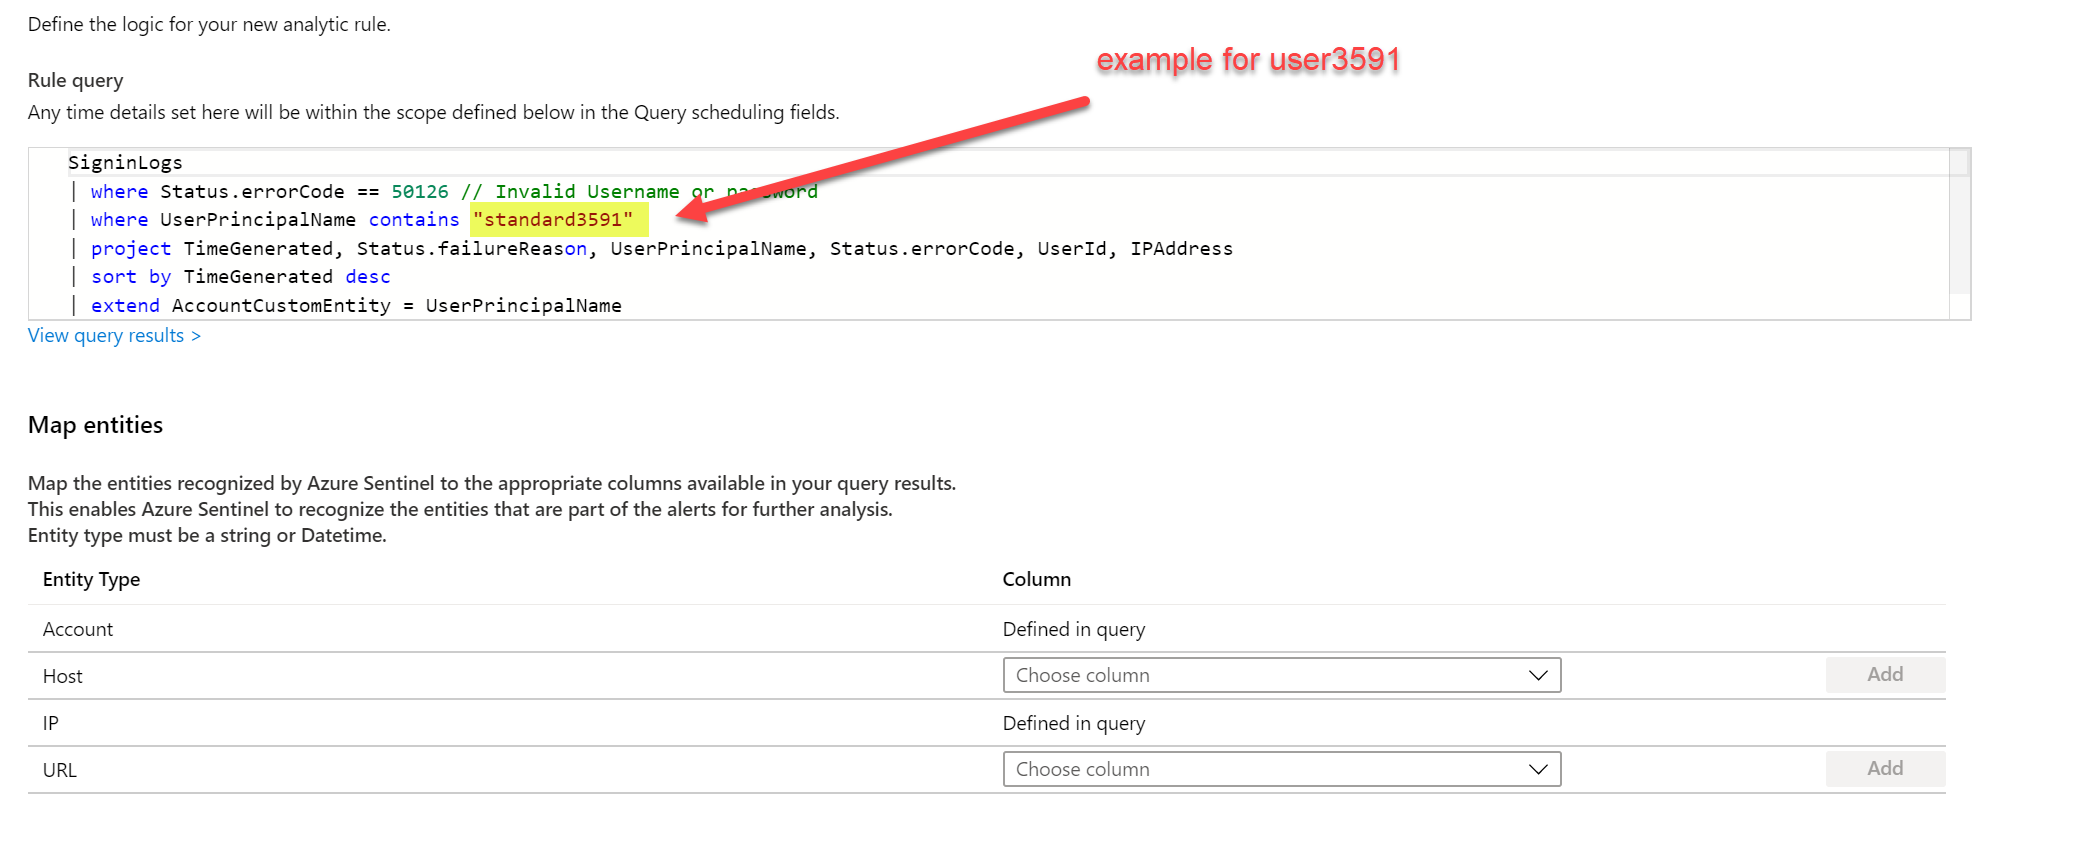 Define the logic for your new analytic rule.
example for user3591
Rule query
Any time details set here will be within the scope defined below in the Query scheduling fields.
SigninLogs
| where Status.errorCode == 50126 // Invalid Username or password
| where UserPrincipalName contains "standard3591"
| project TimeGenerated, Status.failureReason, UserPrincipalName, Status.errorCode, UserId, IPAddress
| sort by TimeGenerated desc
| extend AccountCustomEntity = UserPrincipalName
View query results >
Map entities
Map the entities recognized by Azure Sentinel to the appropriate columns available in your query results.
This enables Azure Sentinel to recognize the entities that are part of the alerts for further analysis.
Entity type must be a string or Datetime.
Entity Type Column
Account Defined in query
Host Choose column Add
IP Defined in query
URL Choose column Add